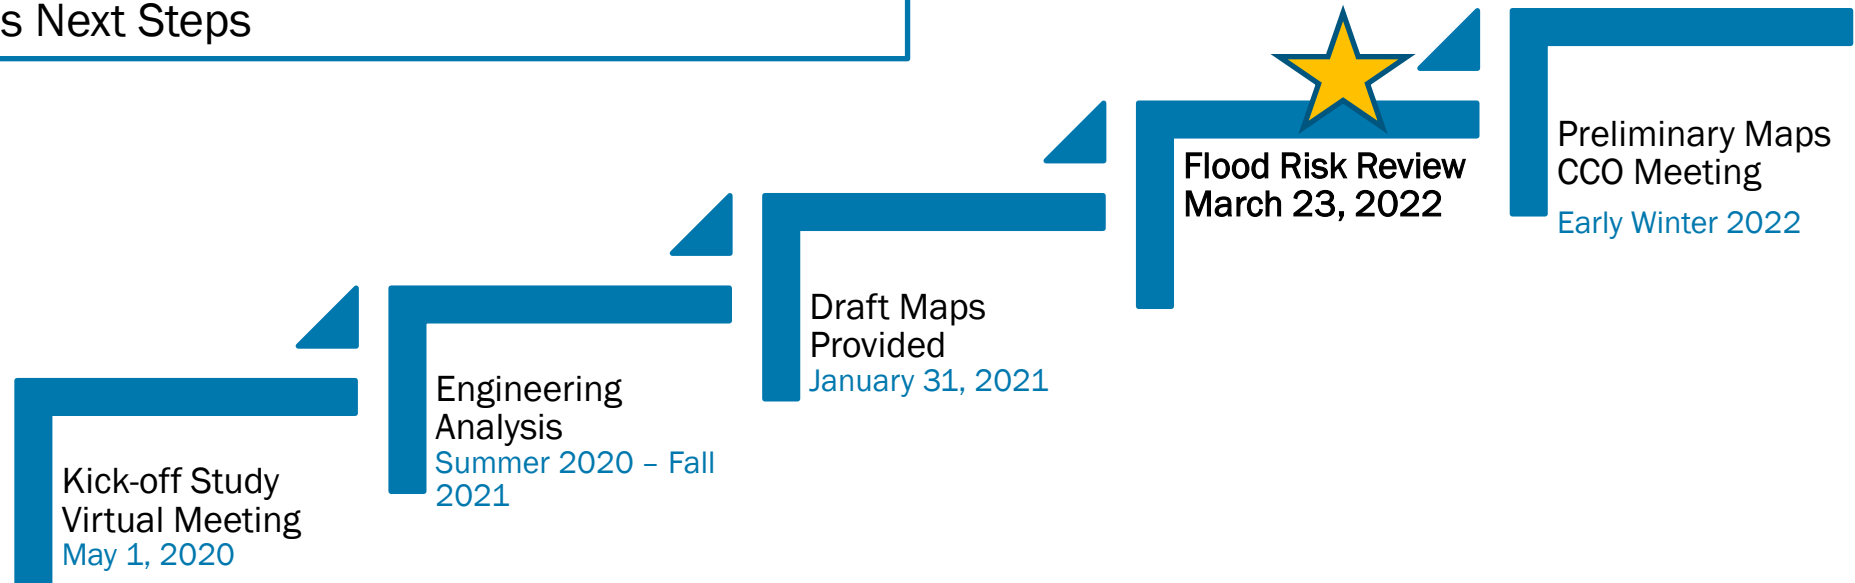 s Next Steps
Kick-off Study
Virtual Meeting
May 1, 2020
Engineering
Analysis
Summer 2020 – Fall
2021
Draft Maps
Provided
January 31, 2021
Flood Risk Review
March 23, 2022
Preliminary Maps
CCO Meeting
Early Winter 2022